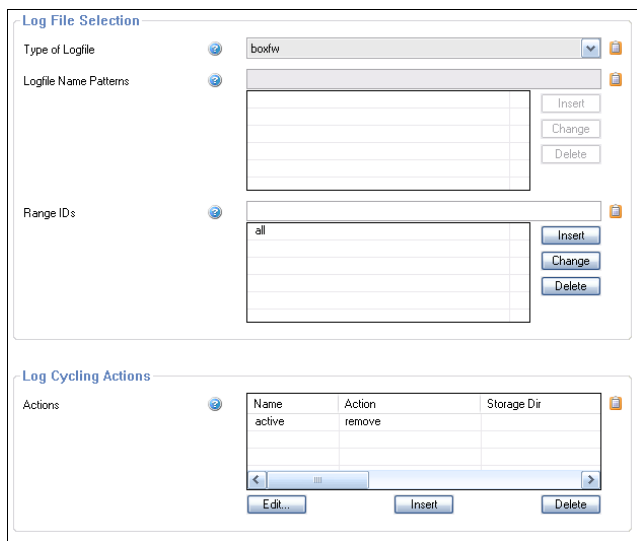 Log File Selection
Type of Logfile
boxfw
Logfile Name Patterns
Insert
Change
Delete
Range IDs
all
Insert
Change
Delete
Log Cycling Actions
Actions
Name Action Storage Dir
active remove
Edit... Insert Delete